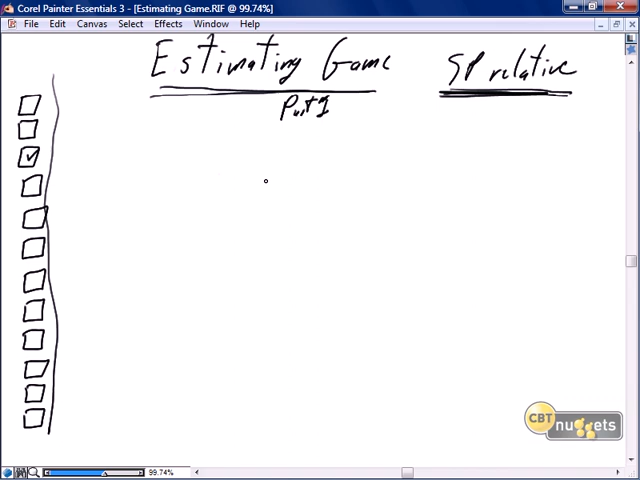 Corel Painter Essentials 3 - [Estimating Game.RIF @ 99.74%]
File Edit Canvas Select Effects Window Help
Estimating Game SP relative
Part I
CBT nuggets
99.74%